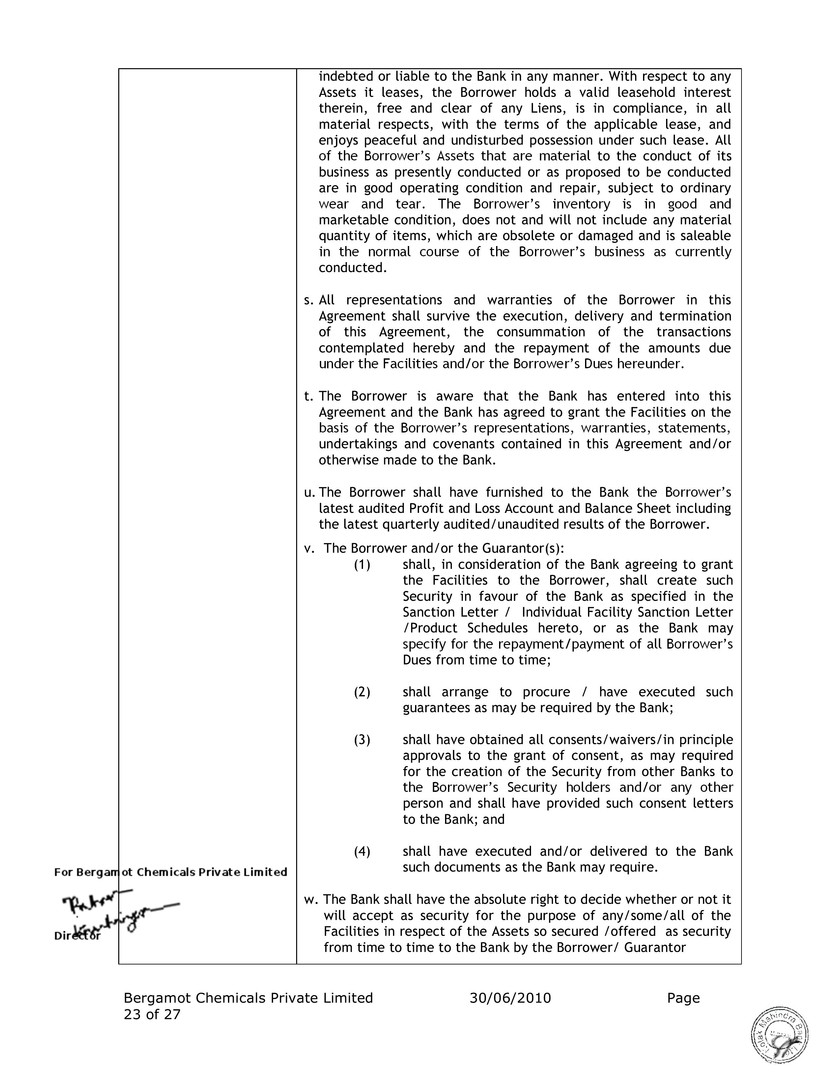 indebted or liable to the Bank in any manner. With respect to any
Assets it leases, the Borrower holds a valid leasehold interest
therein, free and clear of any Liens, is in compliance, in all
material respects, with the terms of the applicable lease, and
enjoys peaceful and undisturbed possession under such lease. All
of the Borrower’s Assets that are material to the conduct of its
business as presently conducted or as proposed to be conducted
are in good operating condition and repair, subject to ordinary
wear and tear. The Borrower’s inventory is in good and
marketable condition, does not and will not include any material
quantity of items, which are obsolete or damaged and is saleable
in the normal course of the Borrower’s business as currently
conducted.
s. All representations and warranties of the Borrower in this
Agreement shall survive the execution, delivery and termination
of this Agreement, the consummation of the transactions
contemplated hereby and the repayment of the amounts due
under the Facilities and/or the Borrower’s Dues hereunder.
t. The Borrower is aware that the Bank has entered into this
Agreement and the Bank has agreed to grant the Facilities on the
basis of the Borrower’s representations, warranties, statements,
undertakings and covenants contained in this Agreement and/or
otherwise made to the Bank.
u. The Borrower shall have furnished to the Bank the Borrower’s
latest audited Profit and Loss Account and Balance Sheet including
the latest quarterly audited/unaudited results of the Borrower.
v. The Borrower and/or the Guarantor(s):
(1) shall, in consideration of the Bank agreeing to grant
the Facilities to the Borrower, shall create such
Security in favour of the Bank as specified in the
Sanction Letter / Individual Facility Sanction Letter
/Product Schedules hereto, or as the Bank may
specify for the repayment/payment of all Borrower’s
Dues from time to time;
(2) shall arrange to procure / have executed such
guarantees as may be required by the Bank;
(3) shall have obtained all consents/waivers/in principle
approvals to the grant of consent, as may required
for the creation of the Security from other Banks to
the Borrower’s Security holders and/or any other
person and shall have provided such consent letters
to the Bank; and
(4) shall have executed and/or delivered to the Bank
such documents as the Bank may require.
For Bergamot Chemicals Private Limited
Director
w. The Bank shall have the absolute right to decide whether or not it
will accept as security for the purpose of any/some/all of the
Facilities in respect of the Assets so secured /offered as security
from time to time to the Bank by the Borrower/ Guarantor
Bergamot Chemicals Private Limited 30/06/2010 Page
23 of 27